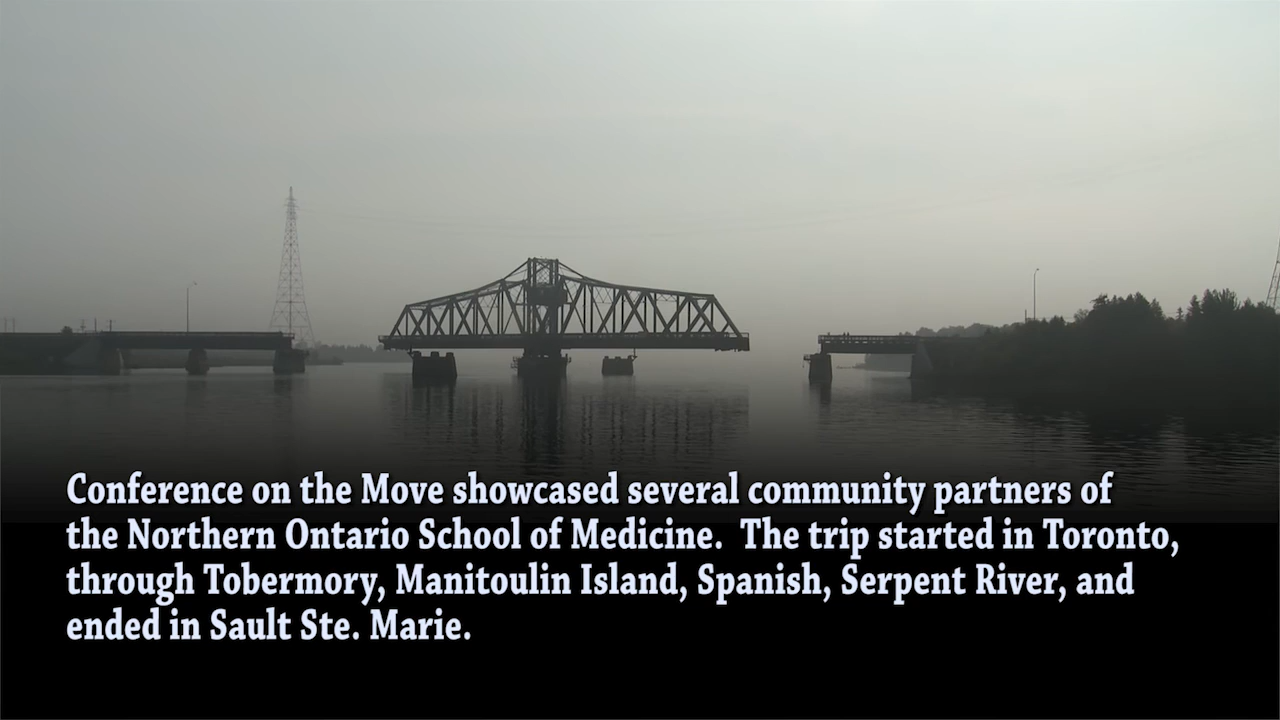 Conference on the Move showcased several community partners of
the Northern Ontario School of Medicine.  The trip started in Toronto,
through Tobermory, Manitoulin Island, Spanish, Serpent River, and
ended in Sault Ste. Marie.